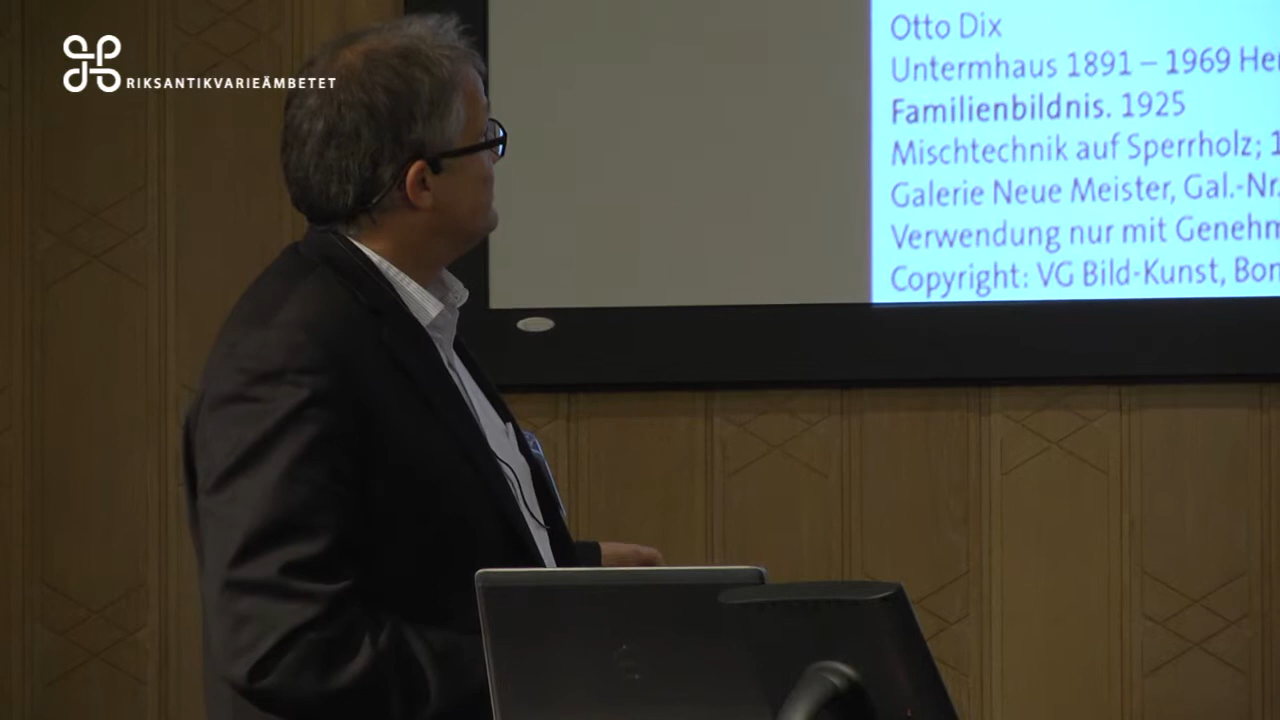 RIKSANTIKVARIEÄMBETET
Otto Dix
Untermhaus 1891 – 1969
Familienbildnis. 1925
Mischtechnik auf Sperrholz;
Galerie Neue Meister, Gal.-Nr.
Verwendung nur mit
Copyright: VG Bild-Kunst,